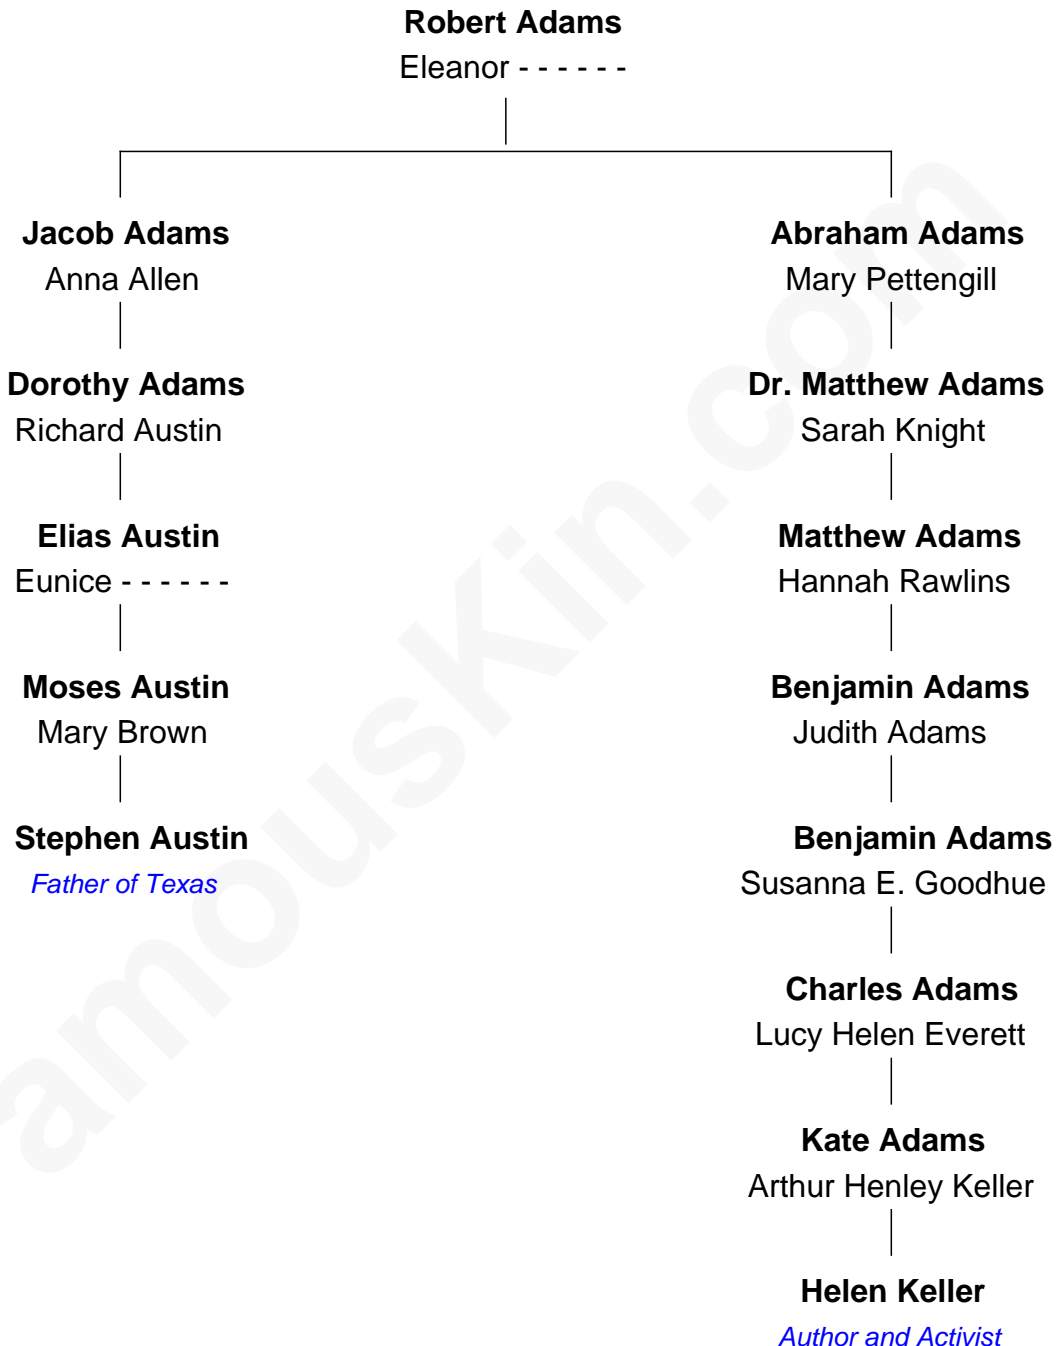 Robert Adams
Eleanor - - - - - -
Jacob Adams
Anna Allen
Dorothy Adams
Richard Austin
Elias Austin
Eunice - - - - - -
Moses Austin
Mary Brown
Stephen Austin
Father of Texas
Abraham Adams
Mary Pettengill
Dr. Matthew Adams
Sarah Knight
Matthew Adams
Hannah Rawlins
Benjamin Adams
Judith Adams
Benjamin Adams
Susanna E. Goodhue
Charles Adams
Lucy Helen Everett
Kate Adams
Arthur Henley Keller
Helen Keller
Author and Activist
amouskin.com